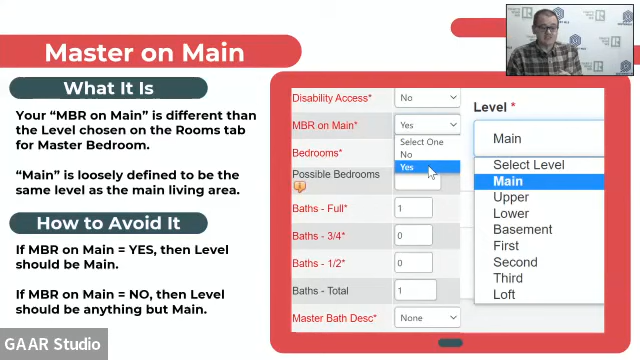 Master on Main
What It Is
Your “MBR on Main” is different than
the Level chosen on the Rooms tab
for Master Bedroom.
“Main” is loosely defined to be the
same level as the main living area.
How to Avoid It
If MBR on Main = YES, then Level
should be Main.
If MBR on Main = NO, then Level
should be anything but Main.
GAAR Studio
Disability Access* No
MBR on Main* Yes
Select One
No
Yes
Bedrooms*
Possible Bedrooms
Baths - Full* 1
Baths - 3/4* 0
Baths - 1/2* 0
Baths - Total 1
Master Bath Desc* None
Level *
Main
Select Level
Main
Upper
Lower
Basement
First
Second
Third
Loft